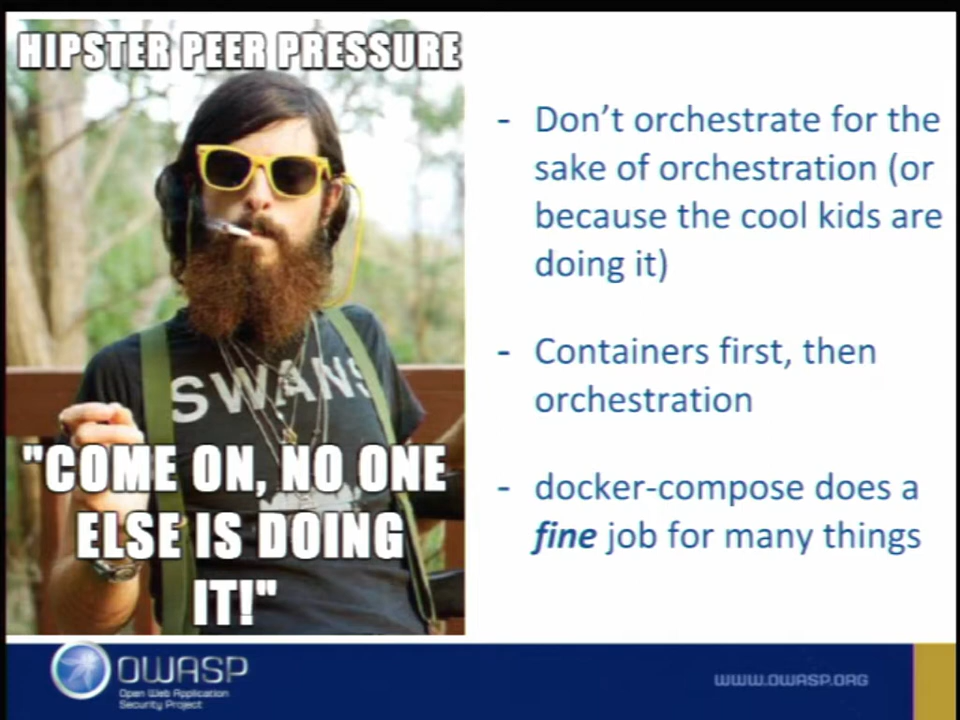 HIPSTER PEER PRESSURE
SWANS
"COME ON, NO ONE
ELSE IS DOING
IT!"
- Don't orchestrate for the
sake of orchestration (or
because the cool kids are
doing it)
- Containers first, then
orchestration
- docker-compose does a
fine job for many things
OWASP
Open Web Application
Security Project
WWW.OWASP.ORG